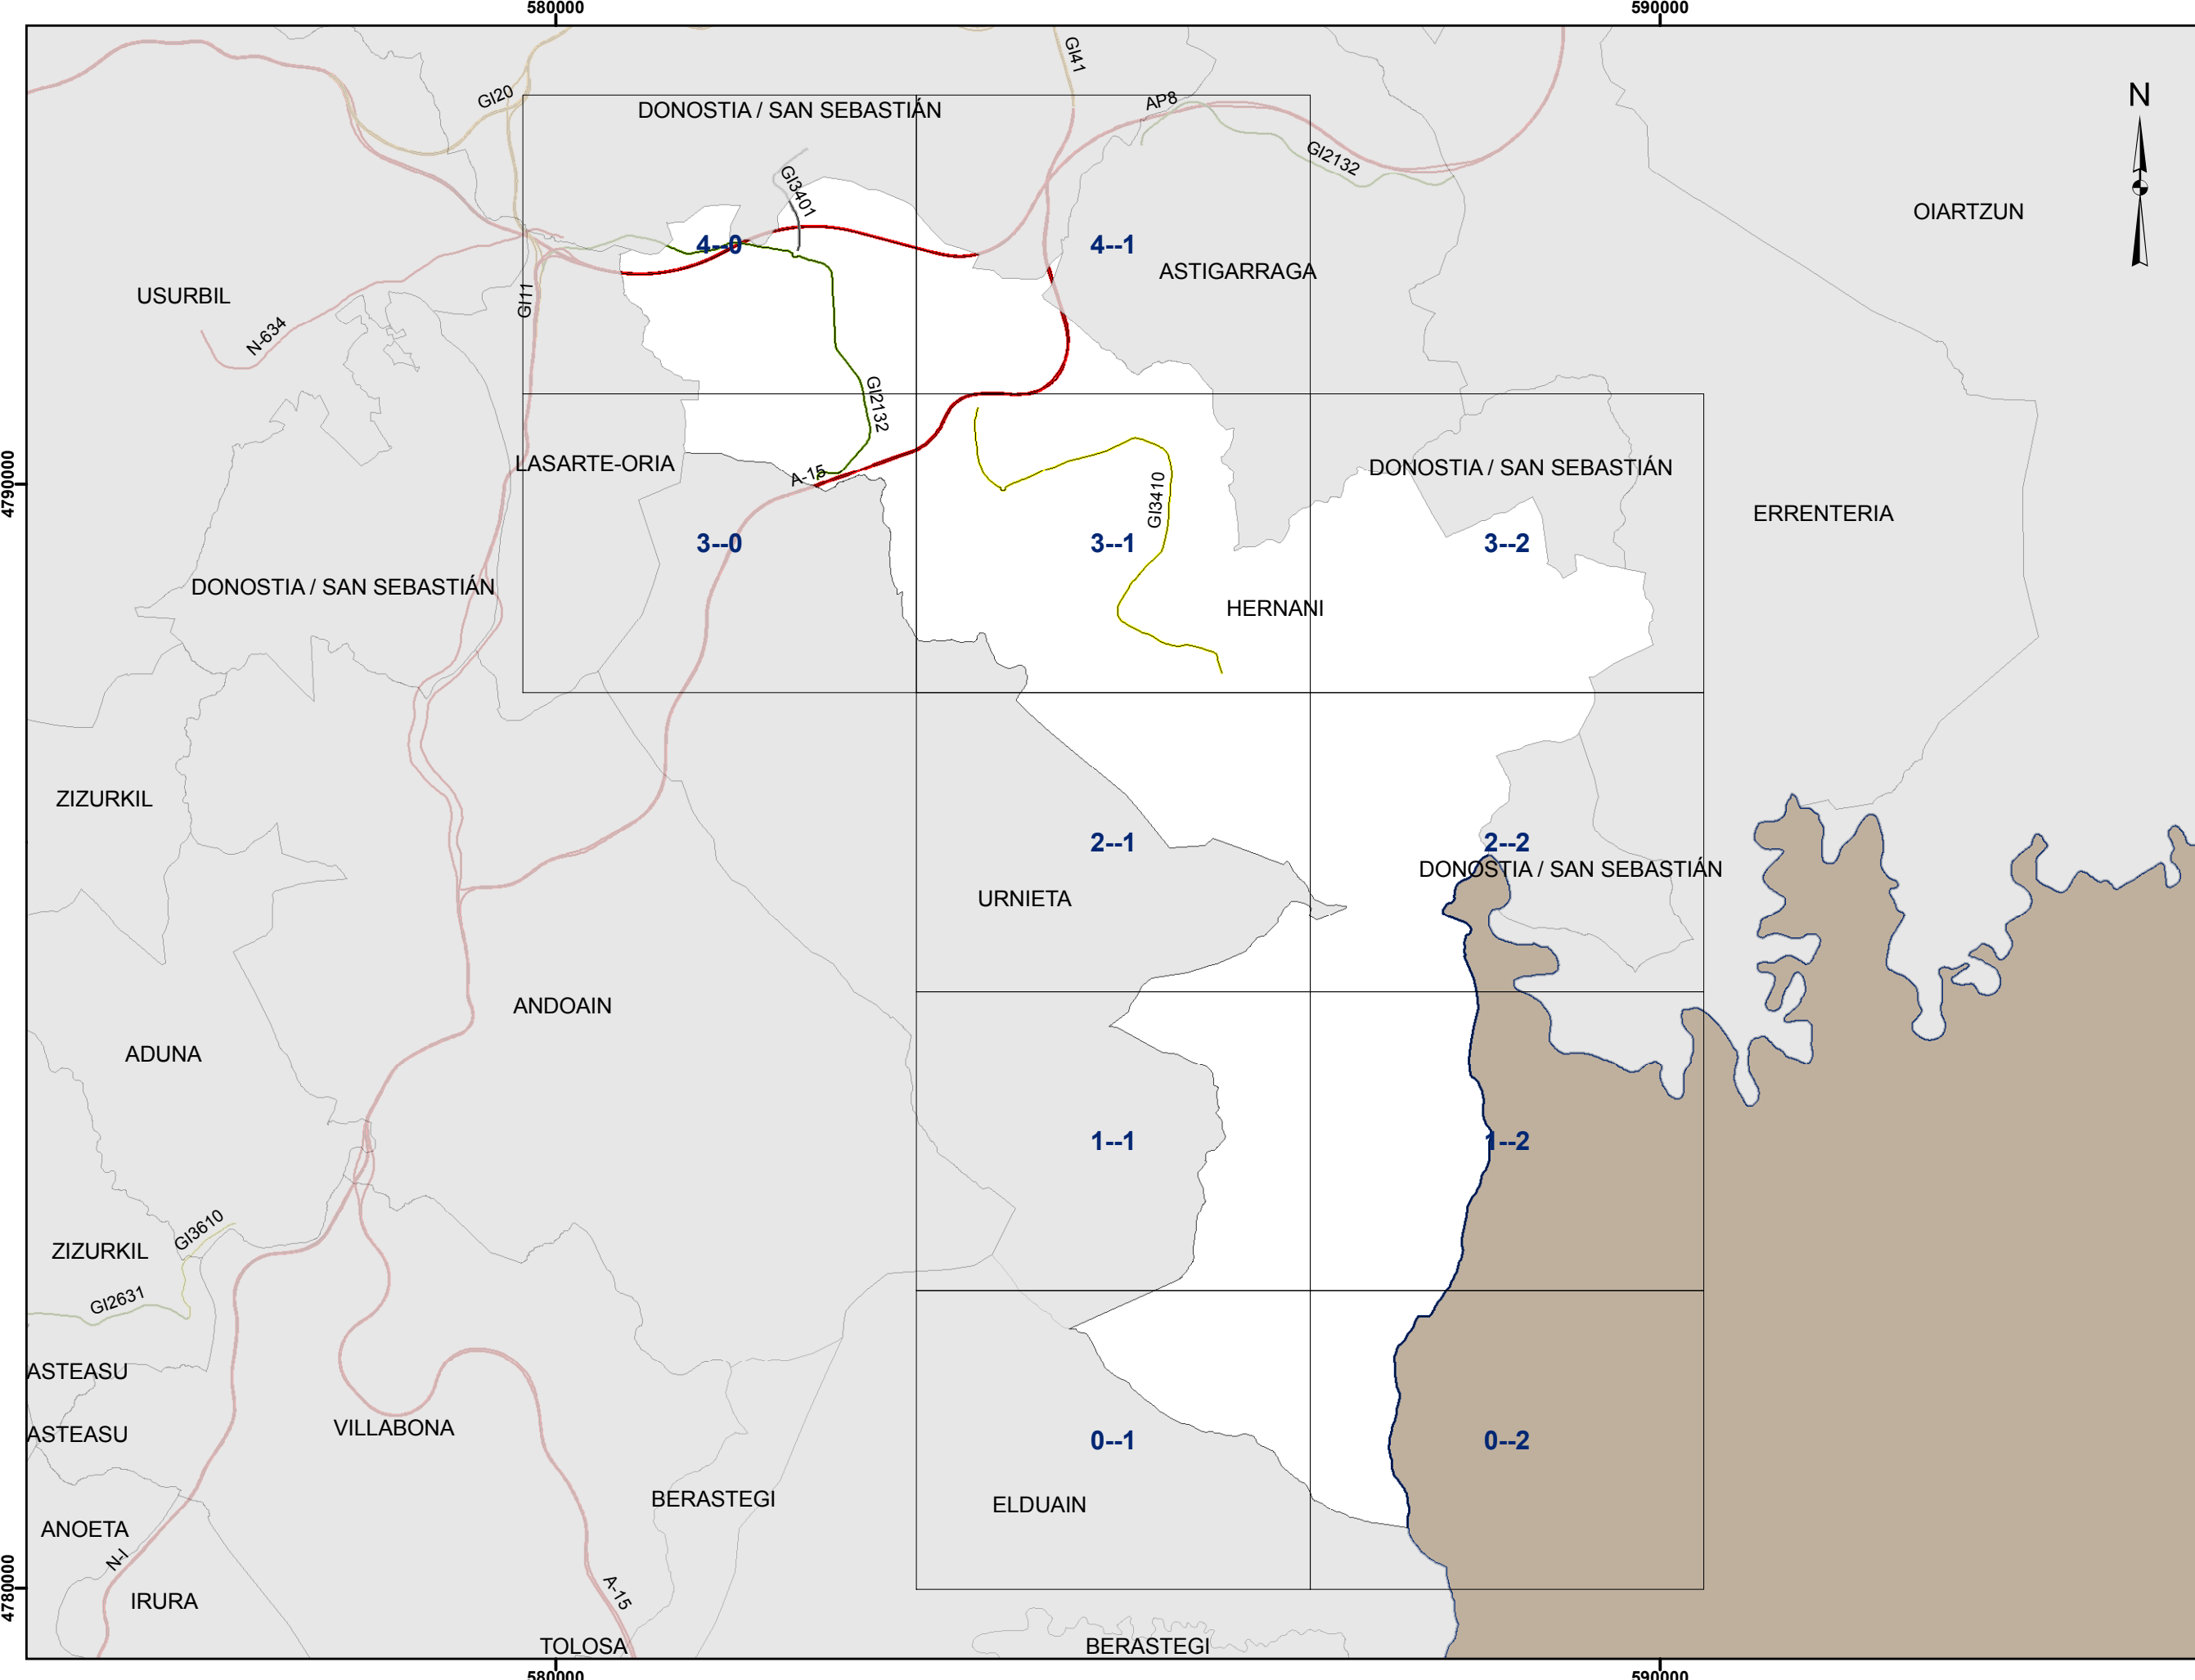 580000
590000
GI41
N
GI20
AP8
DONOSTIA / SAN SEBASTIÁN
GI2132
GI3401
OIARTZUN
4--0
4--1
ASTIGARRAGA
USURBIL
GI11
N-634
GI2132
4790000
LASARTE-ORIA
A-15
DONOSTIA / SAN SEBASTIÁN
GI3410
ERRENTERIA
3--0
3--1
3--2
DONOSTIA / SAN SEBASTIÁN
HERNANI
ZIZURKIL
2--1
2--2
DONOSTIA / SAN SEBASTIÁN
URNIETA
ANDOAIN
ADUNA
1--1
1--2
GI3610
ZIZURKIL
GI2631
ASTEASU
VILLABONA
ASTEASU
0--1
0--2
BERASTEGI
ELDUAIN
ANOETA
N-I
4780000
IRURA
A-15
TOLOSA
BERASTEGI
580000
590000